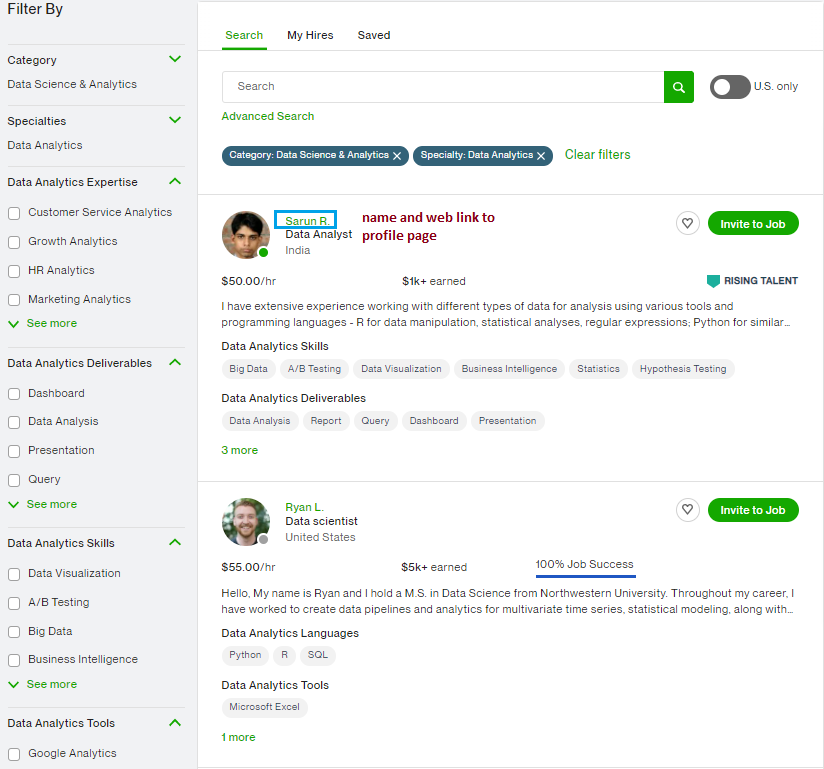 Filter By
Category
Data Science & Analytics
Specialties
Data Analytics
Data Analytics Expertise
Customer Service Analytics
Growth Analytics
HR Analytics
Marketing Analytics
See more
Data Analytics Deliverables
Dashboard
Data Analysis
Presentation
Query
See more
Data Analytics Skills
Data Visualization
A/B Testing
Big Data
Business Intelligence
See more
Data Analytics Tools
Google Analytics
Search My Hires Saved
Search U.S. only
Advanced Search
Category: Data Science & Analytics Specialty: Data Analytics Clear filters
Sarun R.
Data Analyst
India
name and web link to
profile page
Invite to Job
$50.00/hr $1k+ earned RISING TALENT
I have extensive experience working with different types of data for analysis using various tools and
programming languages - R for data manipulation, statistical analyses, regular expressions; Python for similar...
Data Analytics Skills
Big Data A/B Testing Data Visualization Business Intelligence Statistics Hypothesis Testing
Data Analytics Deliverables
Data Analysis Report Query Dashboard Presentation
3 more
Ryan L.
Data scientist
United States
Invite to Job
$55.00/hr $5k+ earned 100% Job Success
Hello, My name is Ryan and I hold a M.S. in Data Science from Northwestern University. Throughout my career, I
have worked to create data pipelines and analytics for multivariate time series, statistical modeling, along with...
Data Analytics Languages
Python R SQL
Data Analytics Tools
Microsoft Excel
1 more